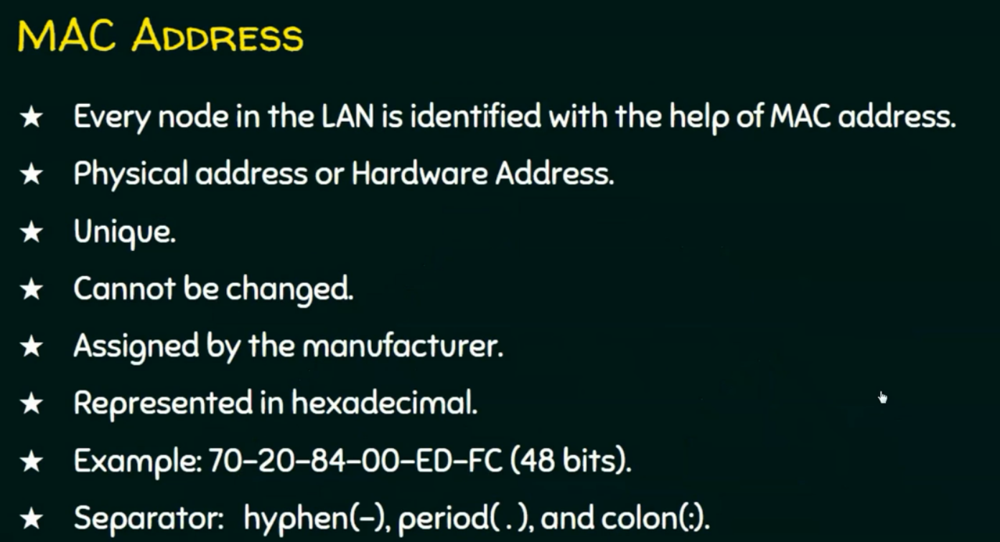 MAC ADDRESS
★ Every node in the LAN is identified with the help of MAC address.
★ Physical address or Hardware Address.
★ Unique.
★ Cannot be changed.
★ Assigned by the manufacturer.
★ Represented in hexadecimal.
★ Example: 70-20-84-00-ED-FC (48 bits).
★ Separator: hyphen(-), period( . ), and colon(:).